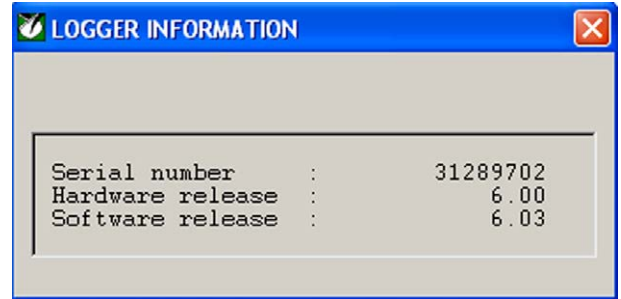 LOGGER INFORMATION
Serial number : 31289702
Hardware release : 6.00
Software release : 6.03